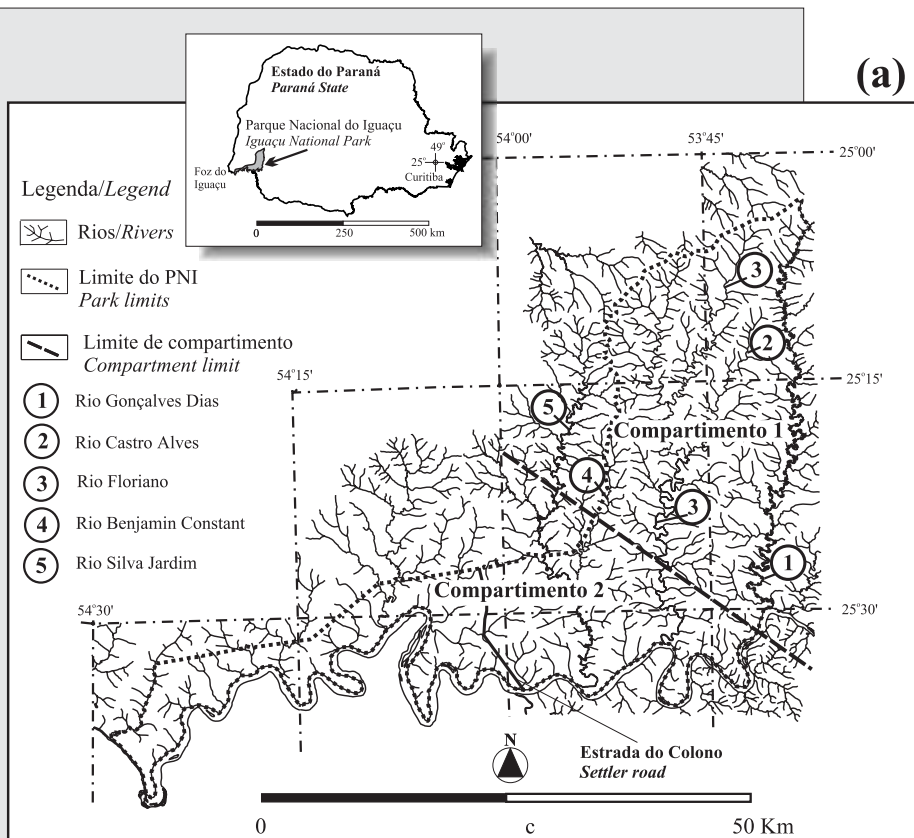 (a)
Estado do Paraná
Paraná State
Parque Nacional do Iguaçu
Iguaçu National Park
Foz do
Iguaçu
49°
25°
Curitiba
0 250 500 km
54°00' 53°45'
25°00'
Legenda/Legend
Rios/Rivers
Limite do PNI
Park limits
Limite de compartimento
Compartment limit
1 Rio Gonçalves Dias
2 Rio Castro Alves
3 Rio Floriano
4 Rio Benjamin Constant
5 Rio Silva Jardim
3
2
54°15'
25°15'
5
Compartimento 1
4
3
1
Compartimento 2
54°30'
25°30'
N
Estrada do Colono
Settler road
0 c 50 Km